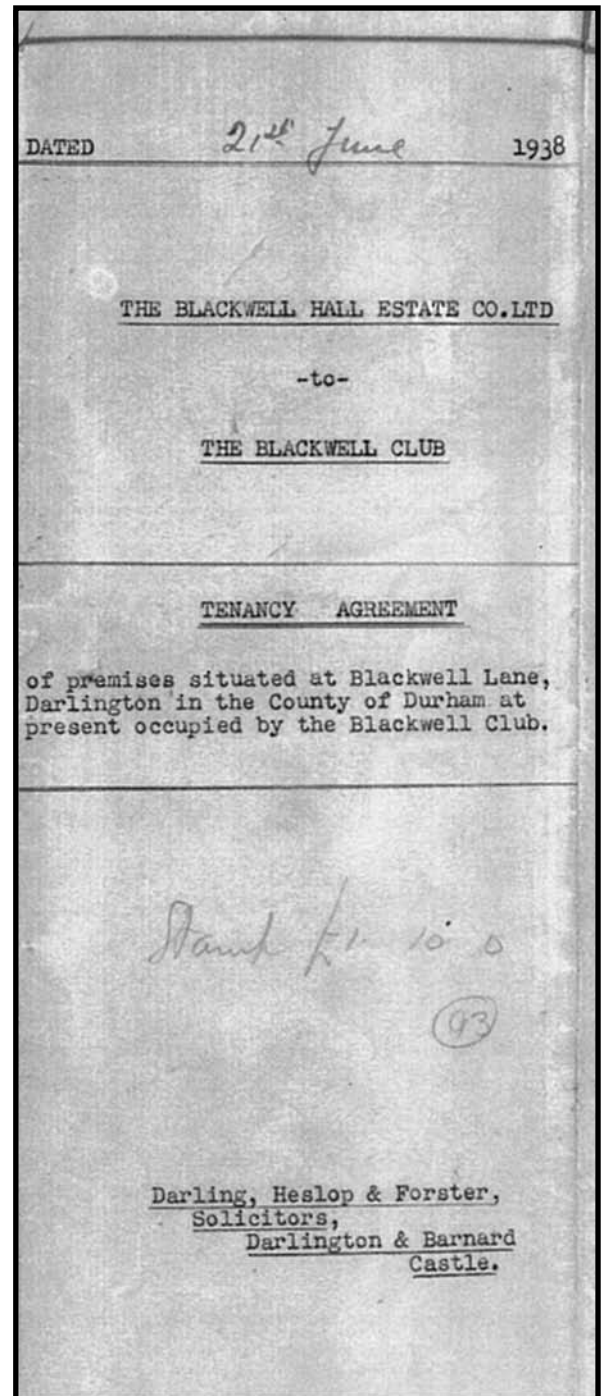 DATED 21st June 1938
THE BLACKWELL HALL ESTATE CO.LTD
-to-
THE BLACKWELL CLUB
TENANCY AGREEMENT
of premises situated at Blackwell Lane,
Darlington in the County of Durham at
present occupied by the Blackwell Club.
Stamp £1. 10 0
93
Darling, Heslop & Forster,
Solicitors,
Darlington & Barnard
Castle.